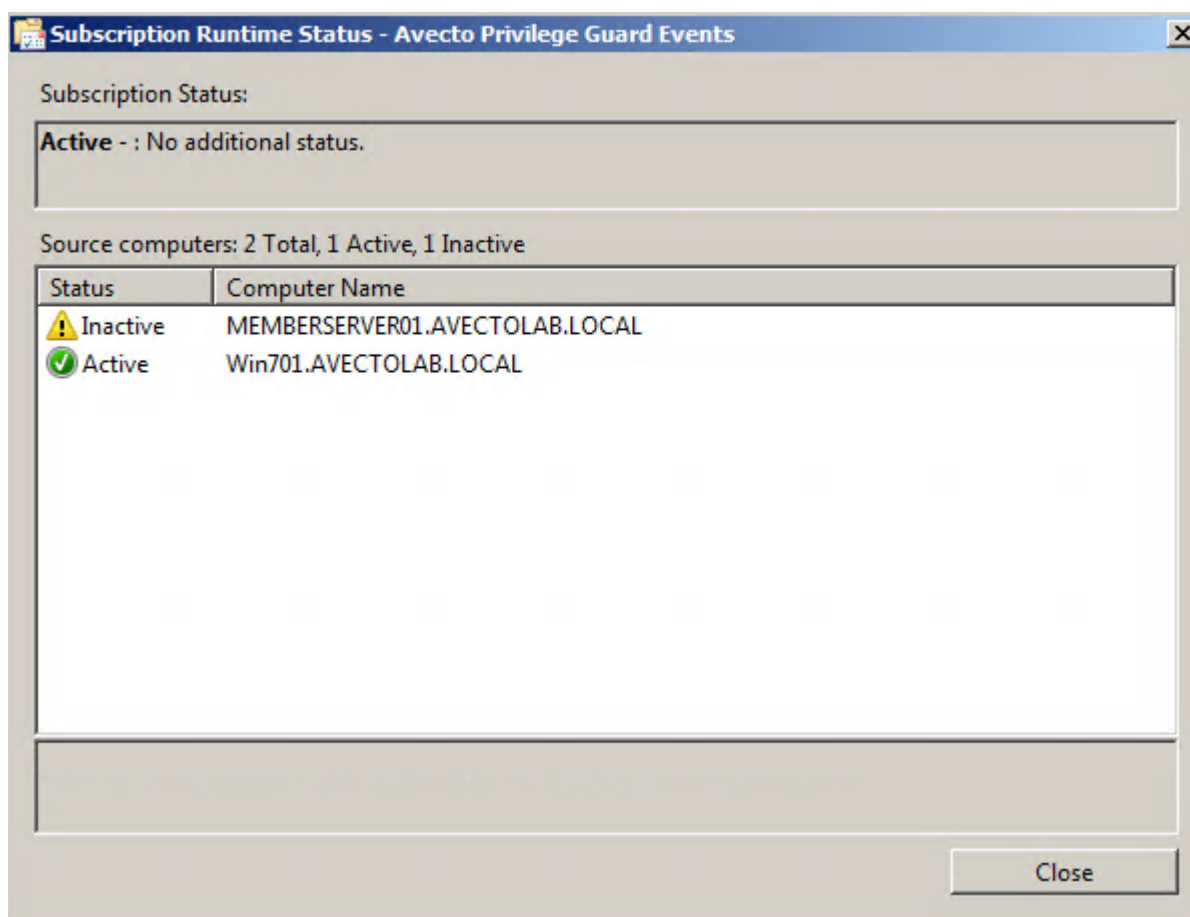 Subscription Runtime Status - Avecto Privilege Guard Events
Subscription Status:
Active - : No additional status.
Source computers: 2 Total, 1 Active, 1 Inactive
Status Computer Name
Inactive MEMBERSERVER01.AVECTOLAB.LOCAL
Active Win701.AVECTOLAB.LOCAL
Close